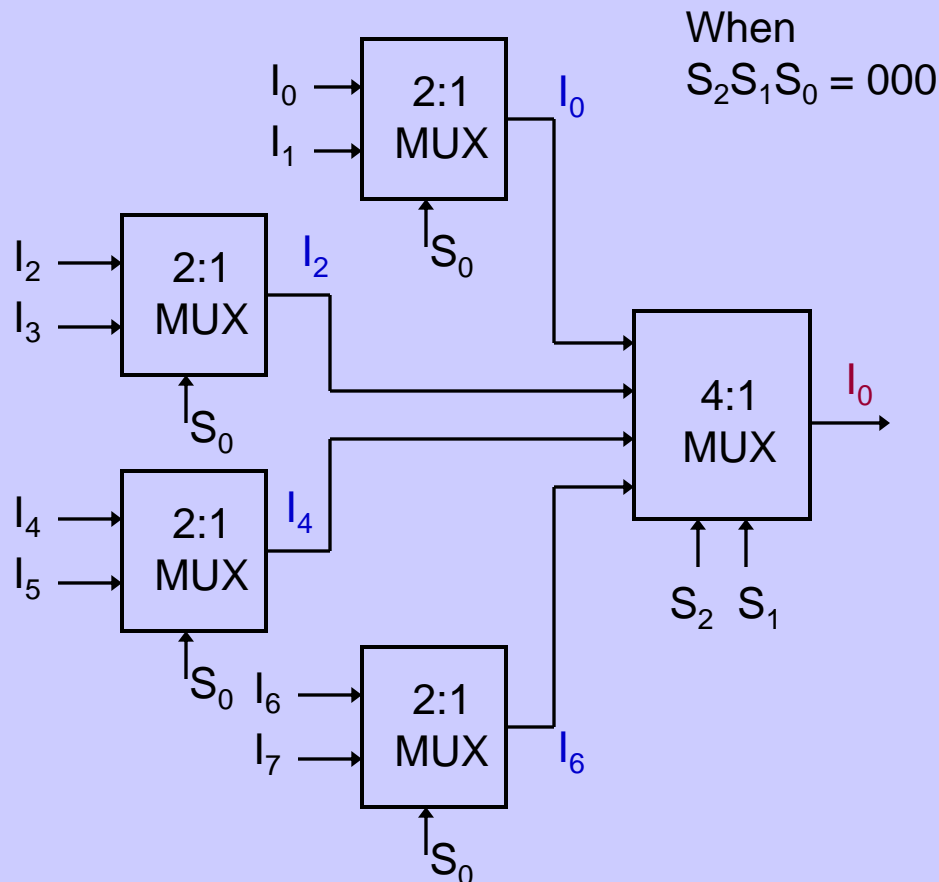 When
S₂S₁S₀ = 000
I₀
I₁
2:1
MUX
I₀
S₀
I₂
I₃
2:1
MUX
I₂
S₀
I₄
I₅
2:1
MUX
I₄
S₀
I₆
I₇
2:1
MUX
I₆
S₀
4:1
MUX
I₀
S₂ S₁